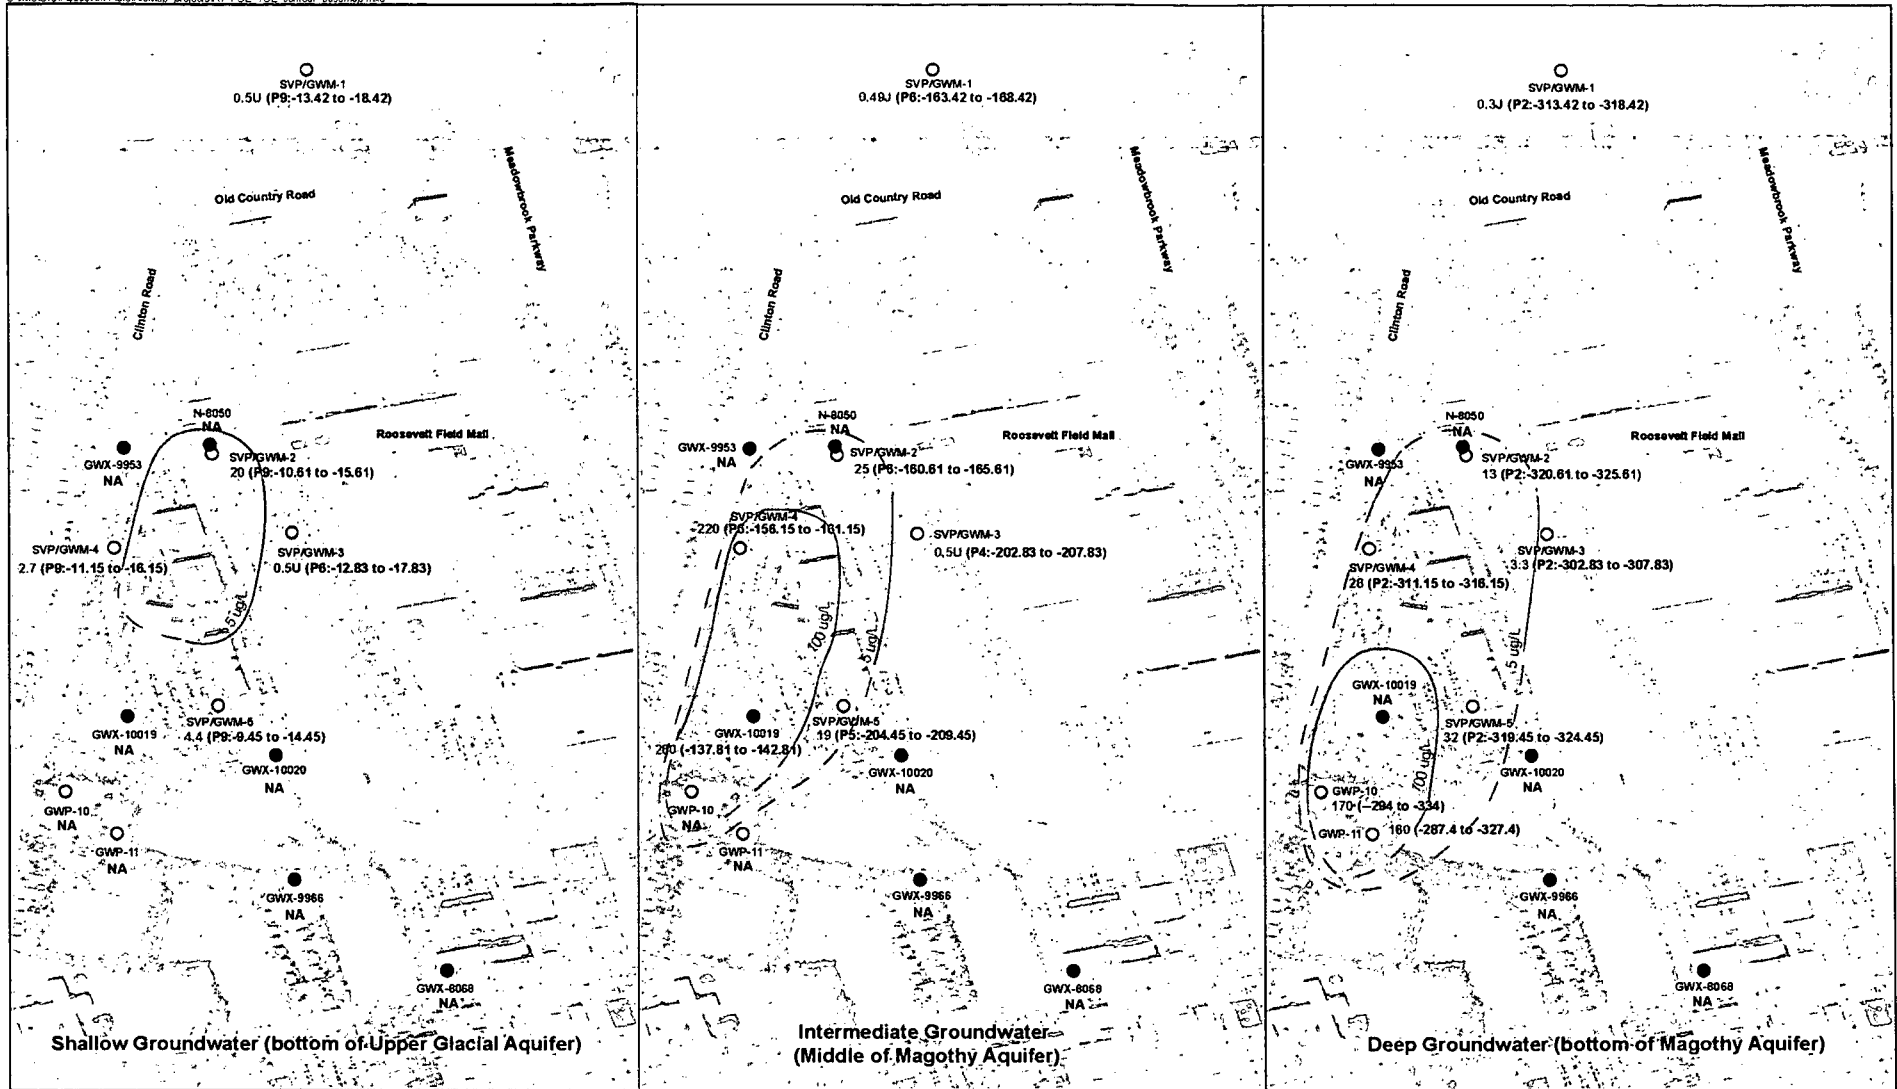 SVP/GWM-1
0.5U (P9:-13.42 to -18.42)
Old Country Road
Meadowbrook Parkway
Clinton Road
N-8050
NA
Roosevelt Field Mall
GWX-9953
NA
SVP/GWM-2
20 (P9:-10.61 to -15.61)
SVP/GWM-4
2.7 (P9:-11.15 to -16.15)
SVP/GWM-3
0.5U (P6:-12.83 to -17.83)
5 ug/L
SVP/GWM-5
4.4 (P9:-9.45 to -14.45)
GWX-10019
NA
GWX-10020
NA
GWP-10
NA
GWP-11
NA
GWX-9966
NA
GWX-8068
NA
Shallow Groundwater (bottom of Upper Glacial Aquifer)
SVP/GWM-1
0.49J (P6:-163.42 to -168.42)
Old Country Road
Meadowbrook Parkway
Clinton Road
N-8050
NA
Roosevelt Field Mall
GWX-9953
NA
SVP/GWM-2
25 (P6:-160.61 to -165.61)
SVP/GWM-4
220 (P6:-156.15 to -161.15)
SVP/GWM-3
0.5U (P4:-202.83 to -207.83)
100 ug/L
5 ug/L
SVP/GWM-5
19 (P5:-204.45 to -209.45)
GWX-10019
(-137.81 to -142.81)
GWX-10020
NA
GWP-10
NA
GWP-11
NA
GWX-9966
NA
GWX-8068
NA
Intermediate Groundwater
(Middle of Magothy Aquifer)
SVP/GWM-1
0.3J (P2:-313.42 to -318.42)
Old Country Road
Meadowbrook Parkway
Clinton Road
N-8050
NA
Roosevelt Field Mall
GWX-9953
NA
SVP/GWM-2
13 (P2:-320.61 to -325.61)
SVP/GWM-3
3.3 (P2:-302.83 to -307.83)
SVP/GWM-4
28 (P2:-311.15 to -316.15)
5 ug/L
GWX-10019
NA
SVP/GWM-5
32 (P2:-319.45 to -324.45)
100 ug/L
GWX-10020
NA
GWP-10
170 (-294 to -334)
GWP-11
160 (-287.4 to -327.4)
GWX-9966
NA
GWX-8068
NA
Deep Groundwater (bottom of Magothy Aquifer)